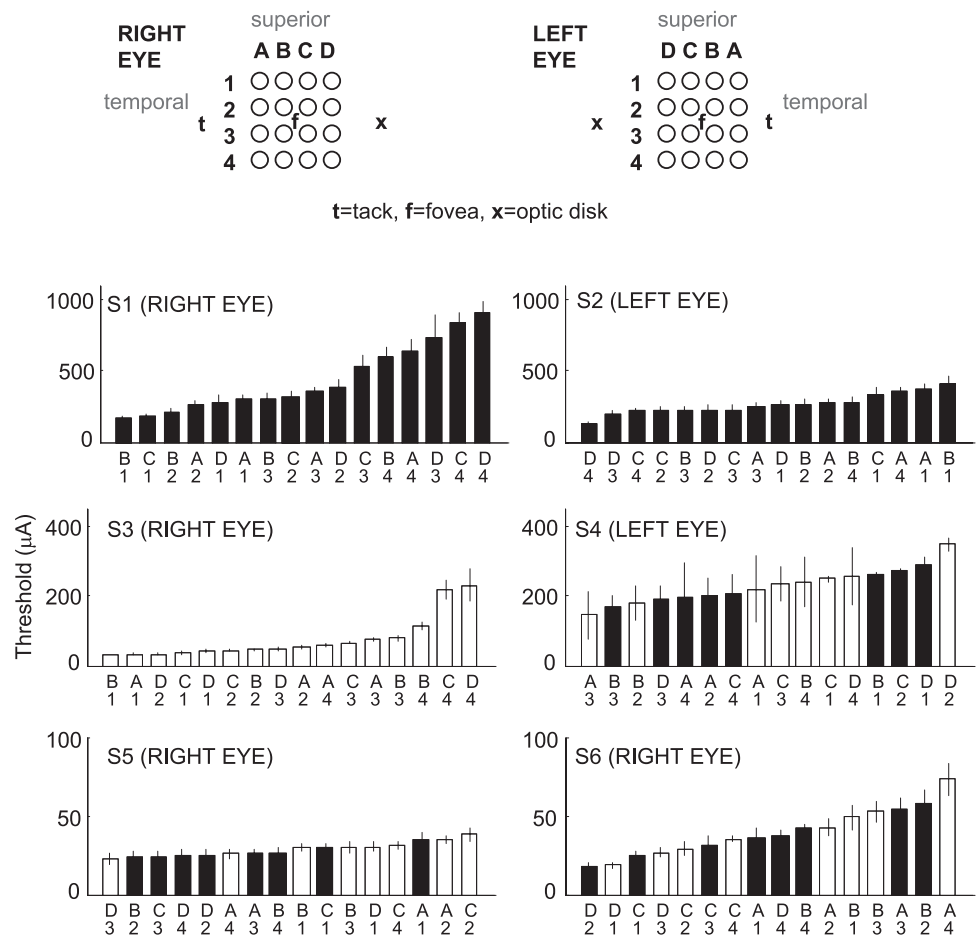 superior
RIGHT EYE
A B C D
1
temporal
2
t
f
x
3
4
superior
LEFT EYE
D C B A
1
2
temporal
x
f
t
3
4
t=tack, f=fovea, x=optic disk
Threshold (μA)
S1 (RIGHT EYE)
1000
500
0
B C B A D A B C A D C B A D C D
1 1 2 2 1 1 3 2 3 2 3 4 4 3 4 4
S2 (LEFT EYE)
1000
500
0
D D C C B D C A D B A B C A A B
4 3 4 2 3 2 3 3 1 2 2 4 1 4 1 1
S3 (RIGHT EYE)
400
200
0
B A D C D C B D A A C A B B C D
1 1 2 1 1 2 2 3 2 4 3 3 3 4 4 4
S4 (LEFT EYE)
400
200
0
A B B D A A C A C B C D B C D D
3 3 2 3 4 2 4 1 3 4 1 4 1 2 1 2
S5 (RIGHT EYE)
100
50
0
D B C D D A A B B C B D C A A C
3 2 3 4 2 4 3 4 1 1 3 1 4 1 2 2
S6 (RIGHT EYE)
100
50
0
D D C D C C C A D B A B B A B A
2 1 1 3 2 3 4 1 4 4 2 1 3 3 2 4